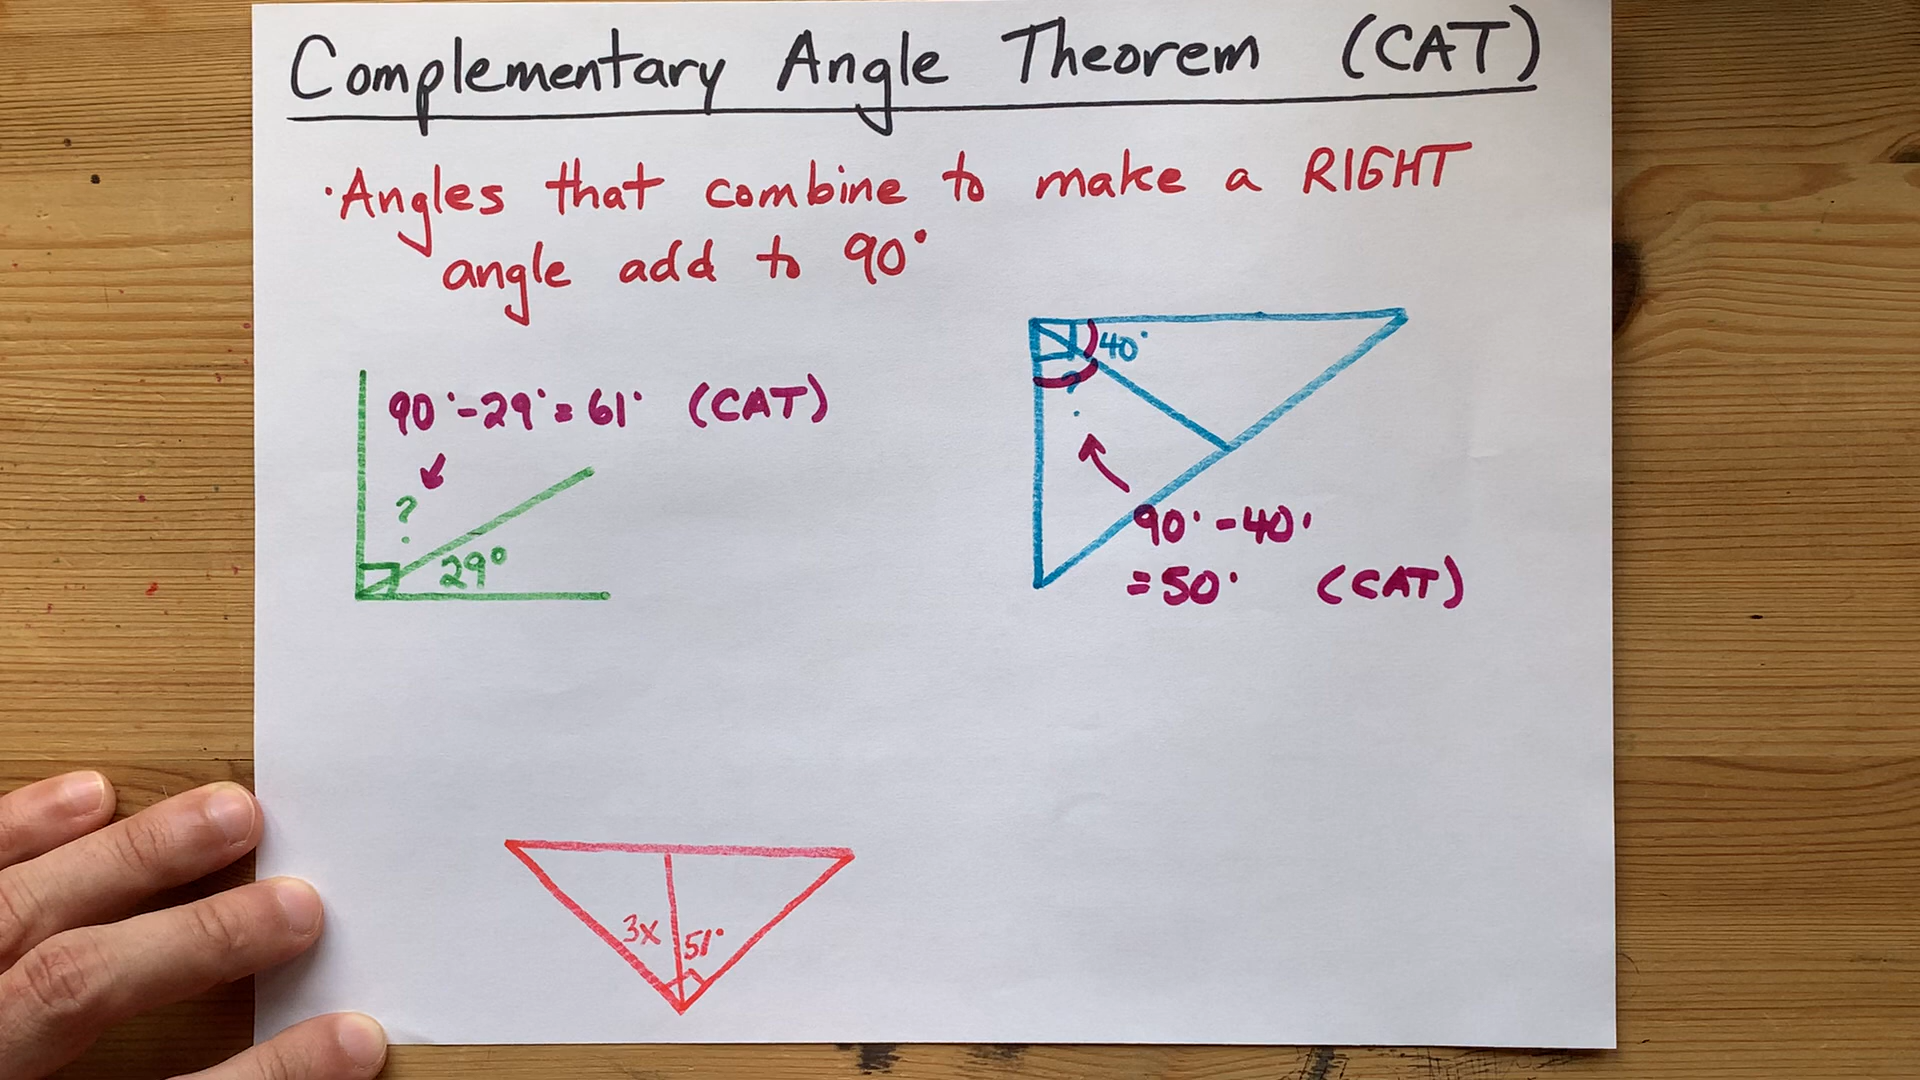 Complementary Angle Theorem (CAT)
·Angles that combine to make a RIGHT
angle add to 90°
90°-29°=61° (CAT)
?
29°
40°
?
90°-40°
=50° (CAT)
3x
51°